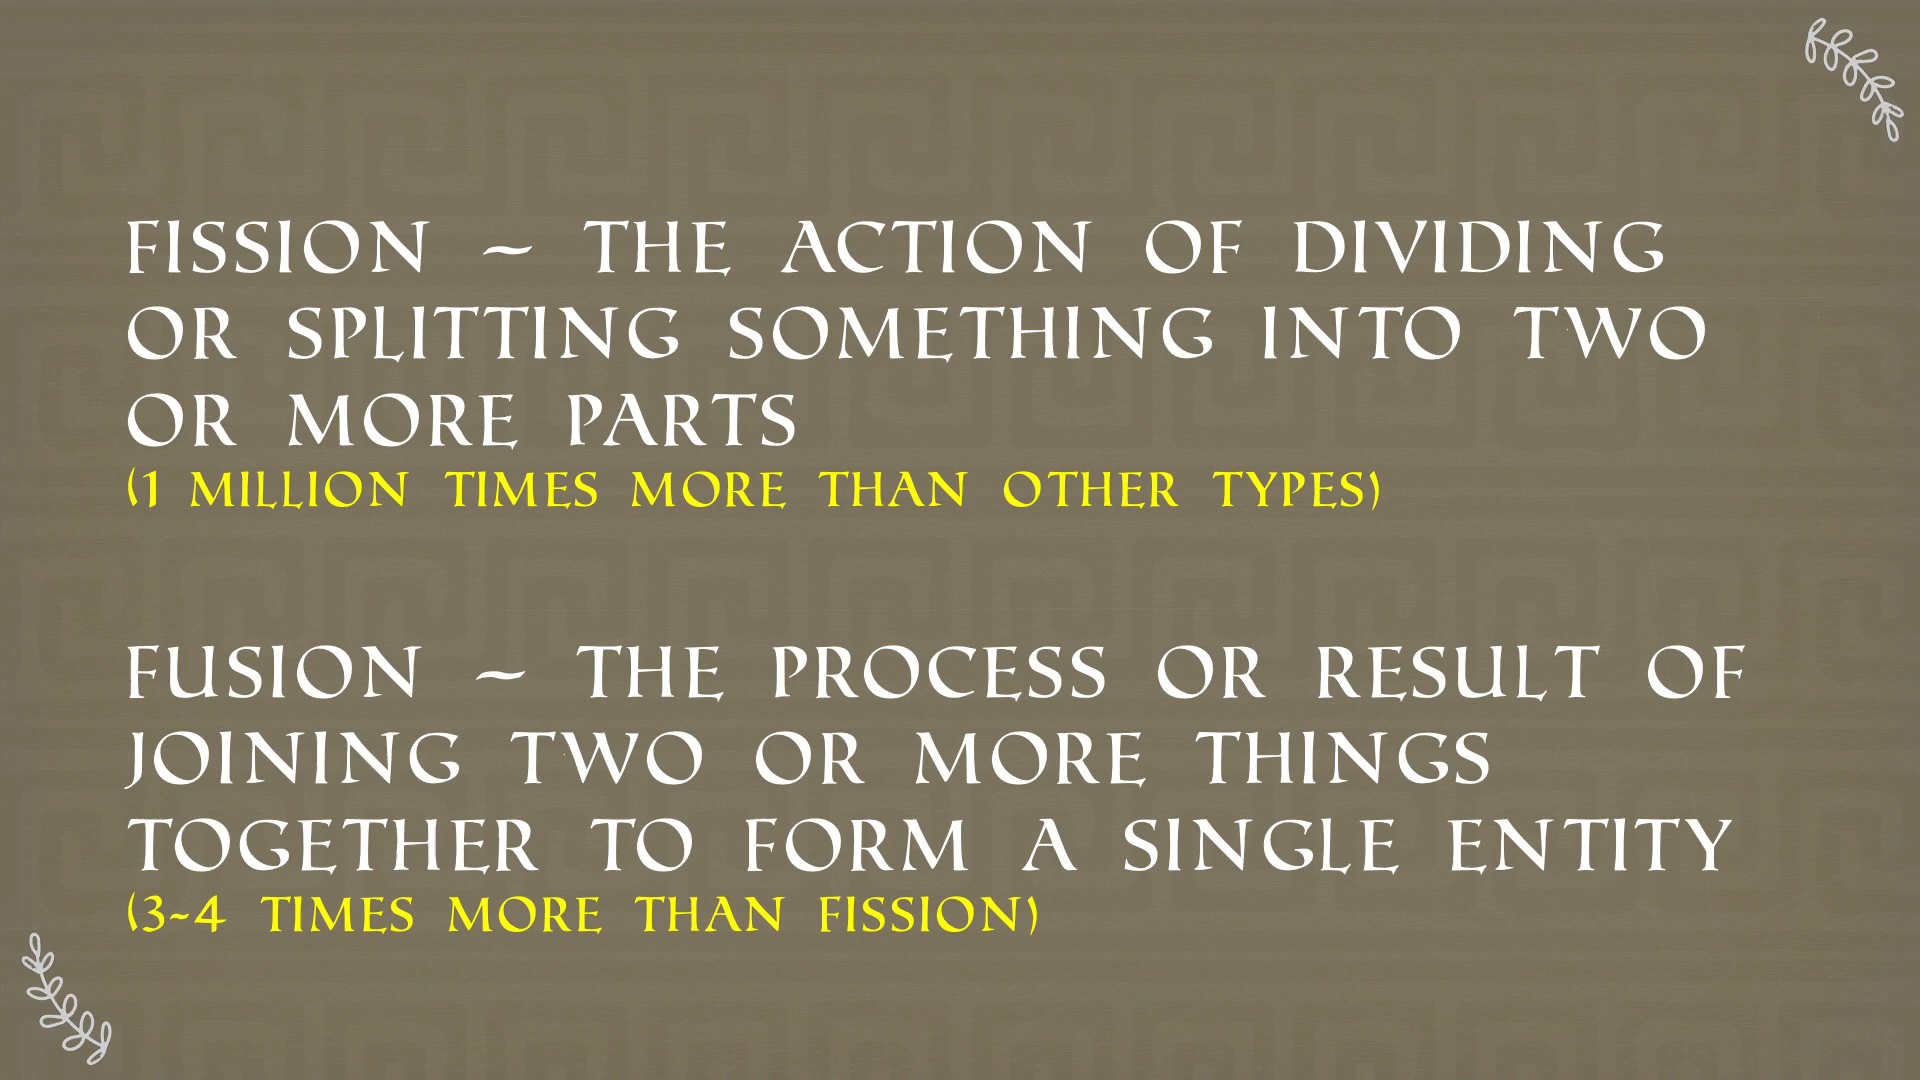 FISSION – THE ACTION OF DIVIDING
OR SPLITTING SOMETHING INTO TWO
OR MORE PARTS
(1 MILLION TIMES MORE THAN OTHER TYPES)
FUSION – THE PROCESS OR RESULT OF
JOINING TWO OR MORE THINGS
TOGETHER TO FORM A SINGLE ENTITY
(3-4 TIMES MORE THAN FISSION)